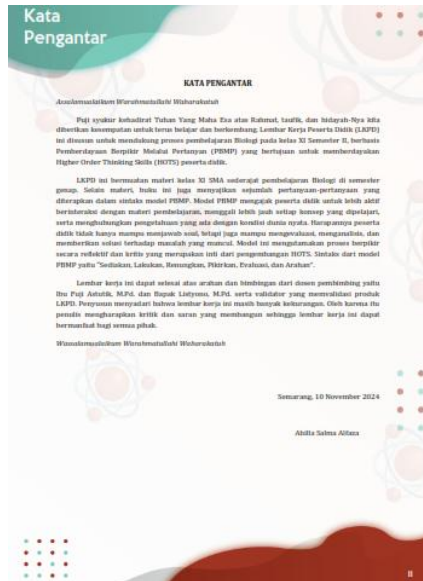 Kata
Pengantar
KATA PENGANTAR
Assalamualaikum Warahmatullahi Wabarakatuh
Puji syukur kehadirat Tuhan Yang Maha Esa atas Rahmat, taufik, dan hidayah-Nya kita
diberikan kesempatan untuk terus belajar dan berkembang. Lembar Kerja Peserta Didik (LKPD)
ini disusun untuk mendukung proses pembelajaran Biologi pada kelas XI Semester II, berbasis
Pemberdayaan Berpikir Melalui Pertanyan (PBMP) yang bertujuan untuk memberdayakan
Higher Order Thinking Skills (HOTS) peserta didik.
LKPD ini bermuatan materi kelas XI SMA sederajat pembelajaran Biologi di semester
genap. Selain materi, buku ini juga menyajikan sejumlah pertanyaan-pertanyaan yang
diterapkan dalam sintaks model PBMP. Model PBMP mengajak peserta didik untuk lebih aktif
berinteraksi dengan materi pembelajaran, menggali lebih jauh setiap konsep yang dipelajari,
serta menghubungkan pengetahuan yang ada dengan kondisi dunia nyata. Harapannya peserta
didik tidak hanya mampu menjawab soal, tetapi juga mampu mengevaluasi, menganalisis, dan
memberikan solusi terhadap masalah yang muncul. Model ini mengutamakan proses berpikir
secara reflektif dan kritis yang merupakan inti dari pengembangan HOTS. Sintaks dari model
PBMP yaitu "Sediakan, Lakukan, Renungkan, Pikirkan, Evaluasi, dan Arahan".
Lembar kerja ini dapat selesai atas arahan dan bimbingan dari dosen pembimbing yaitu
Ibu Fuji Astutik, M.Pd. dan Bapak Listyono, M.Pd. serta validator yang memvalidasi produk
LKPD. Penyusun menyadari bahwa lembar kerja ini masih banyak kekurangan. Oleh karena itu
penulis mengharapkan kritik dan saran yang membangun sehingga lembar kerja ini dapat
bermanfaat bagi semua pihak.
Wassalamualaikum Warahmatullahi Wabarakatuh
Semarang, 10 November 2024
Abilla Salma Alfaza
II